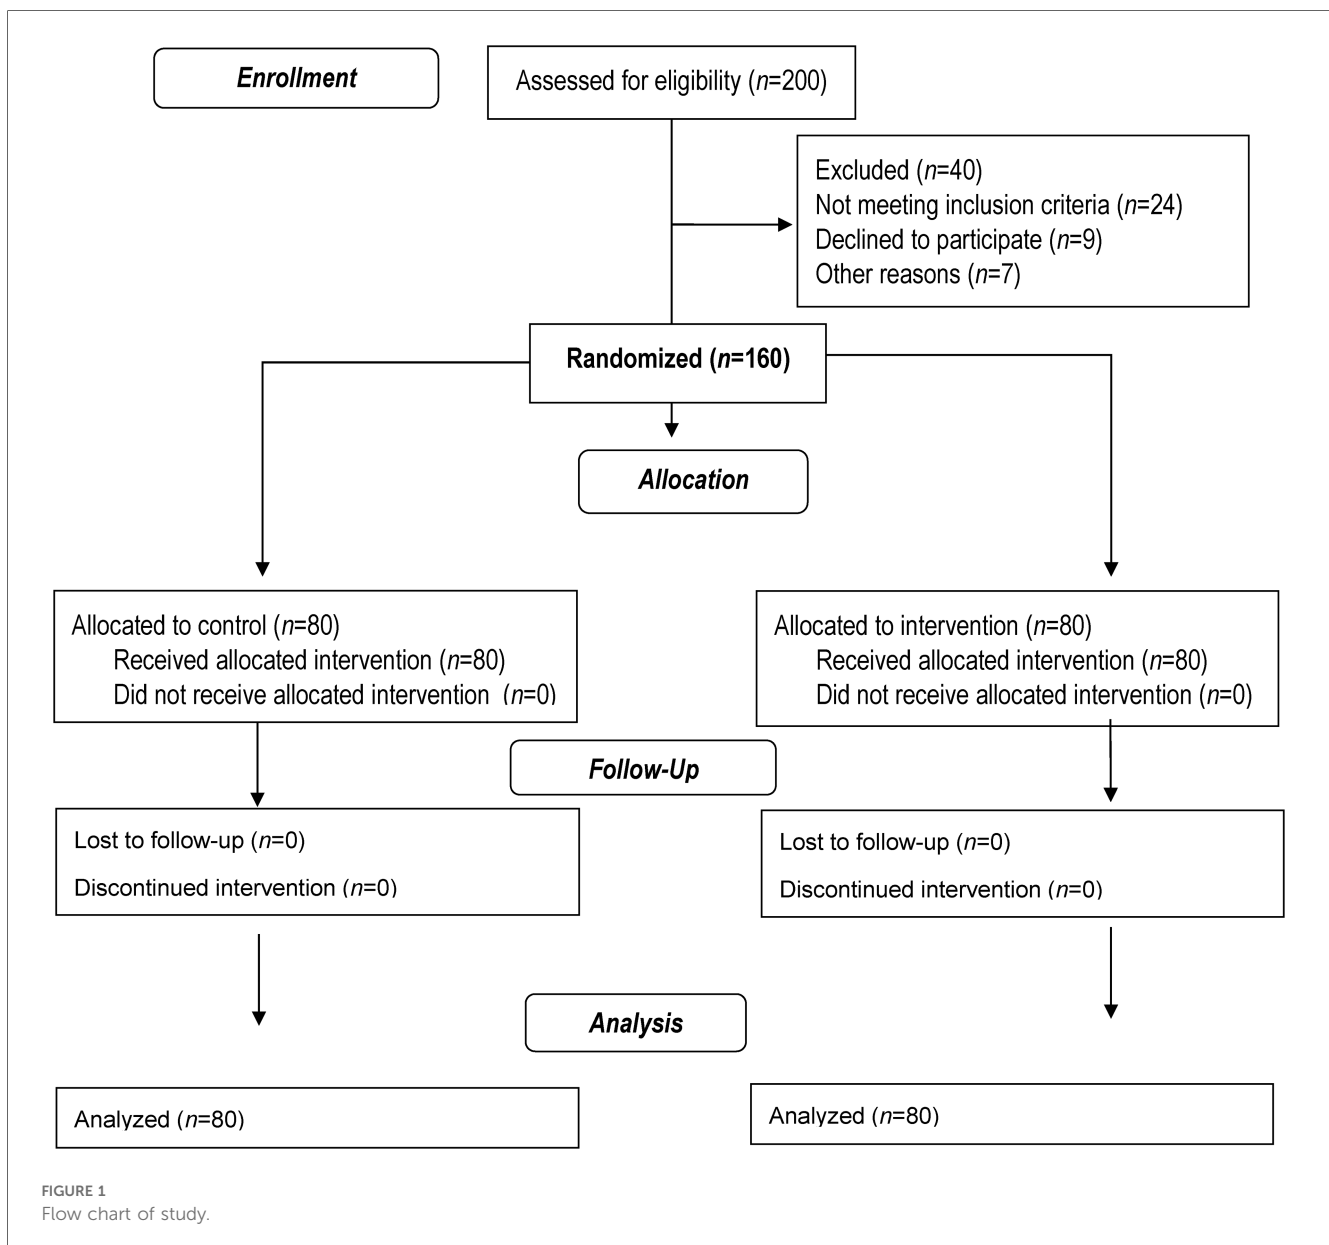 Enrollment
Assessed for eligibility (n=200)
Excluded (n=40)
Not meeting inclusion criteria (n=24)
Declined to participate (n=9)
Other reasons (n=7)
Randomized (n=160)
Allocation
Allocated to control (n=80)
Received allocated intervention (n=80)
Did not receive allocated intervention (n=0)
Allocated to intervention (n=80)
Received allocated intervention (n=80)
Did not receive allocated intervention (n=0)
Follow-Up
Lost to follow-up (n=0)
Discontinued intervention (n=0)
Lost to follow-up (n=0)
Discontinued intervention (n=0)
Analysis
Analyzed (n=80)
Analyzed (n=80)
FIGURE 1
Flow chart of study.